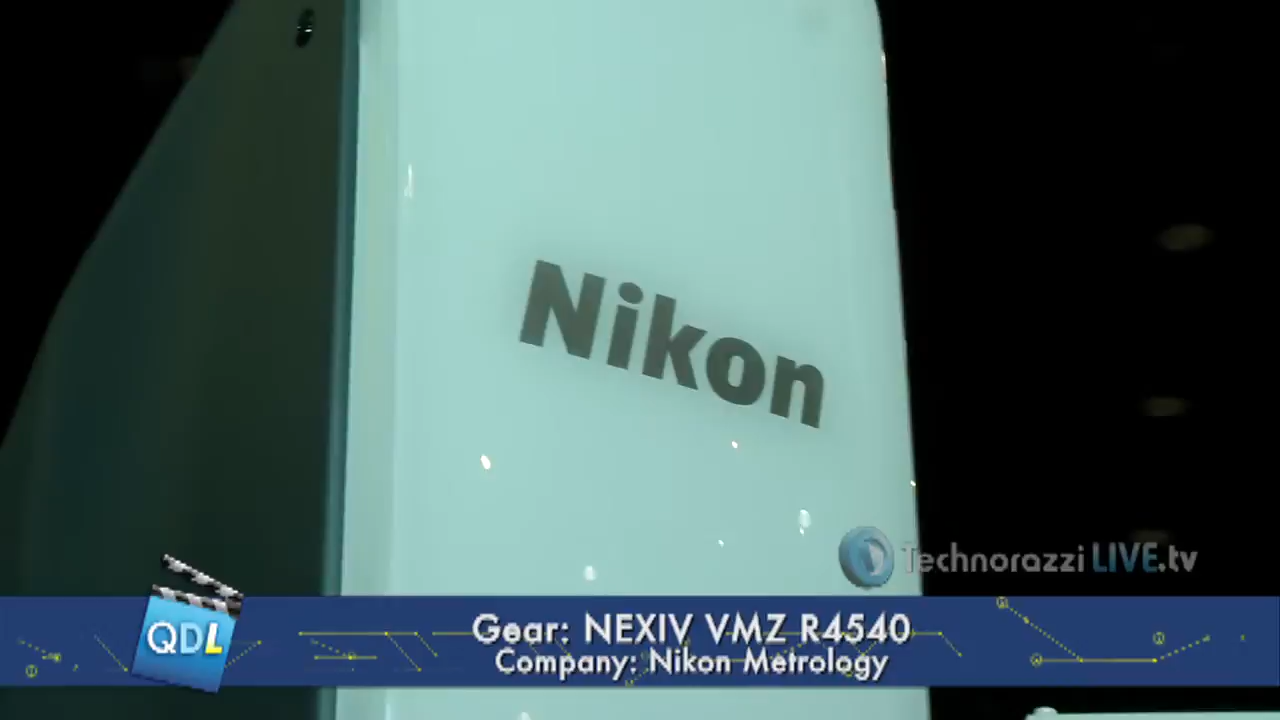 Nikon
Technorazzi LIVE.tv
QDL
Gear: NEXIV VMZ R4540
Company: Nikon Metrology